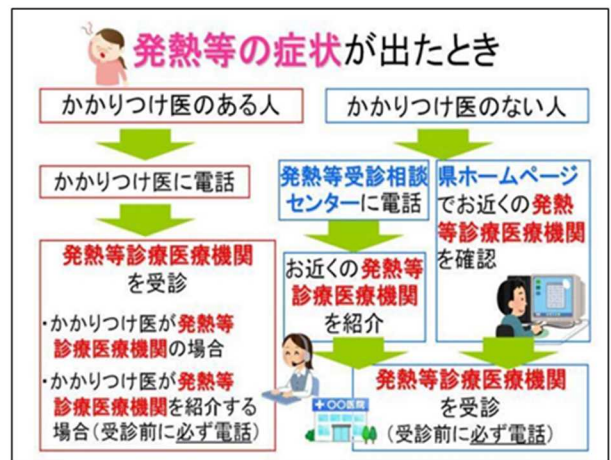 発熱等の症状が出たとき
かかりつけ医のある人
かかりつけ医に電話
発熱等診療医療機関
を受診
・かかりつけ医が発熱等
診療医療機関の場合
・かかりつけ医が発熱等
診療医療機関を紹介する
場合(受診前に必ず電話)
かかりつけ医のない人
発熱等受診相談
センターに電話
お近くの発熱等
診療医療機関
を紹介
県ホームページ
でお近くの発熱
等診療医療機関
を確認
+〇〇医院
発熱等診療医療機関
を受診
(受診前に必ず電話)